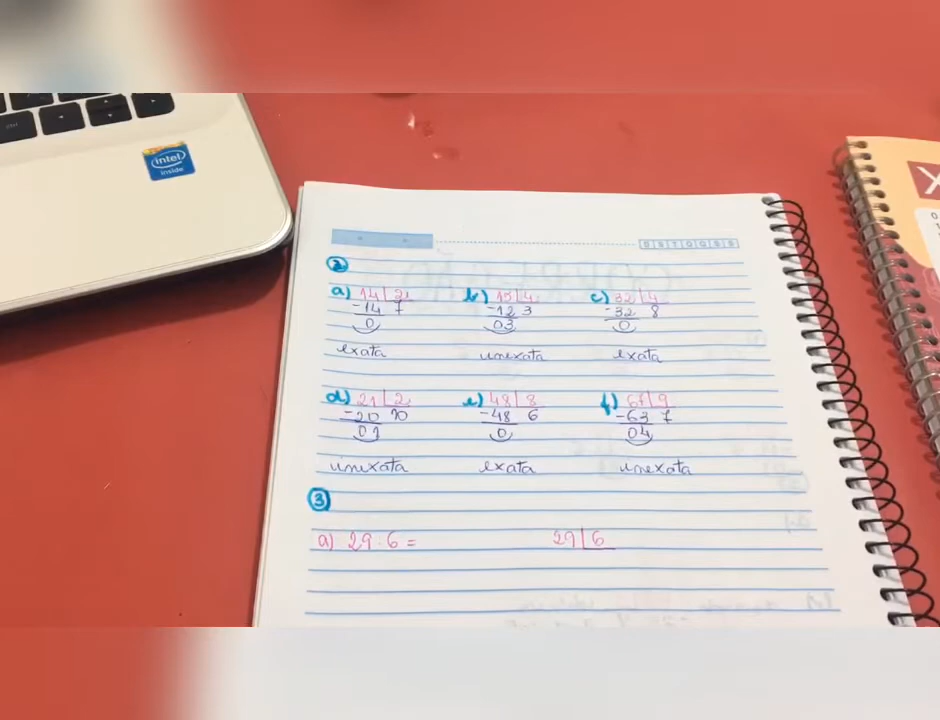 intel
inside
D S T Q Q S S
2
a) 14 | 2 b) 15 | 4 c) 32 | 4
-14 7 -12 3 -32 8
0 03 0
exata unexata exata
d) 21 | 2 e) 48 | 8 f) 67 | 9
-20 10 -48 6 -63 7
01 0 04
inexata exata unexata
3
a) 29 . 6 = 29 | 6